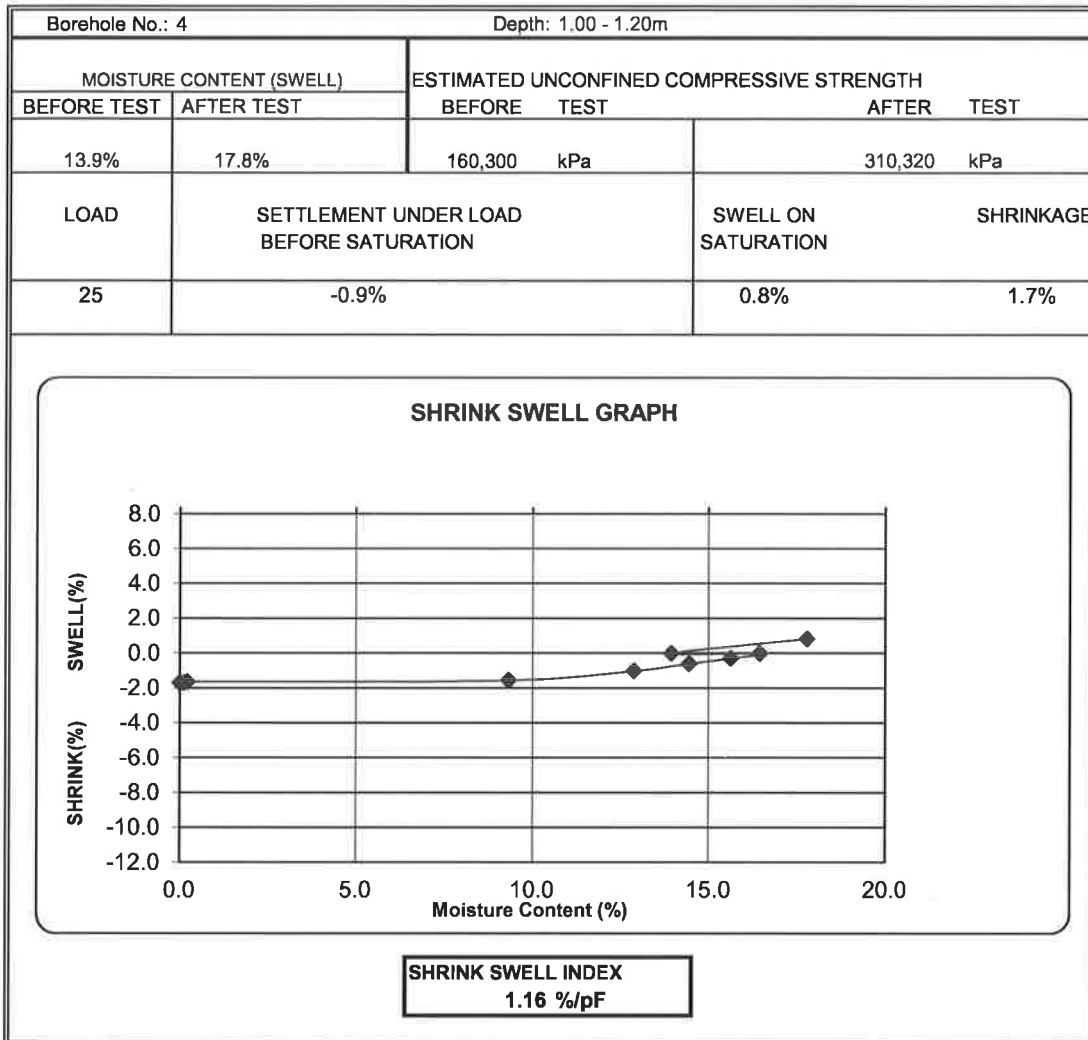 Borehole No.: 4 Depth: 1.00 - 1.20m
MOISTURE CONTENT (SWELL) ESTIMATED UNCONFINED COMPRESSIVE STRENGTH
BEFORE TEST AFTER TEST BEFORE TEST AFTER TEST
13.9% 17.8% 160,300 kPa 310,320 kPa
LOAD SETTLEMENT UNDER LOAD SWELL ON SHRINKAGE
BEFORE SATURATION SATURATION
25 -0.9% 0.8% 1.7%
SHRINK SWELL GRAPH
8.0
6.0
4.0
2.0
0.0
-2.0
-4.0
-6.0
-8.0
-10.0
-12.0
SWELL(%)
SHRINK(%)
0.0 5.0 10.0 15.0 20.0
Moisture Content (%)
SHRINK SWELL INDEX
1.16 %/pF